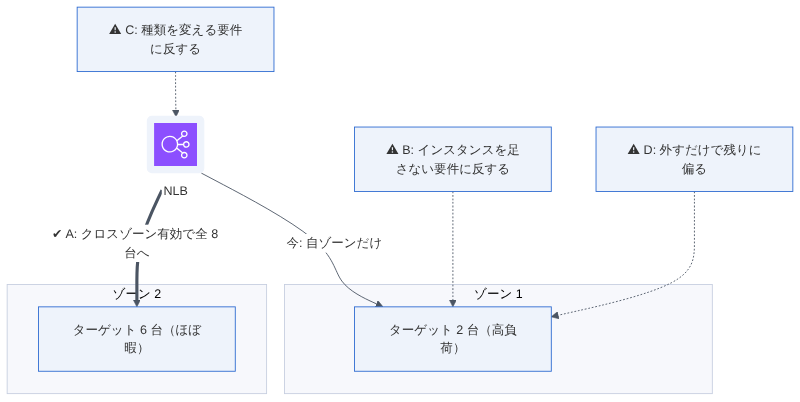 ⚠ C: 種類を変える要件
に反する
⚠ B: インスタンスを足
さない要件に反する
⚠ D: 外すだけで残りに
偏る
NLB
✔ A: クロスゾーン有効で全 8
台へ
今: 自ゾーンだけ
ゾーン 2
ターゲット 6 台（ほぼ
暇）
ゾーン 1
ターゲット 2 台（高負
荷）